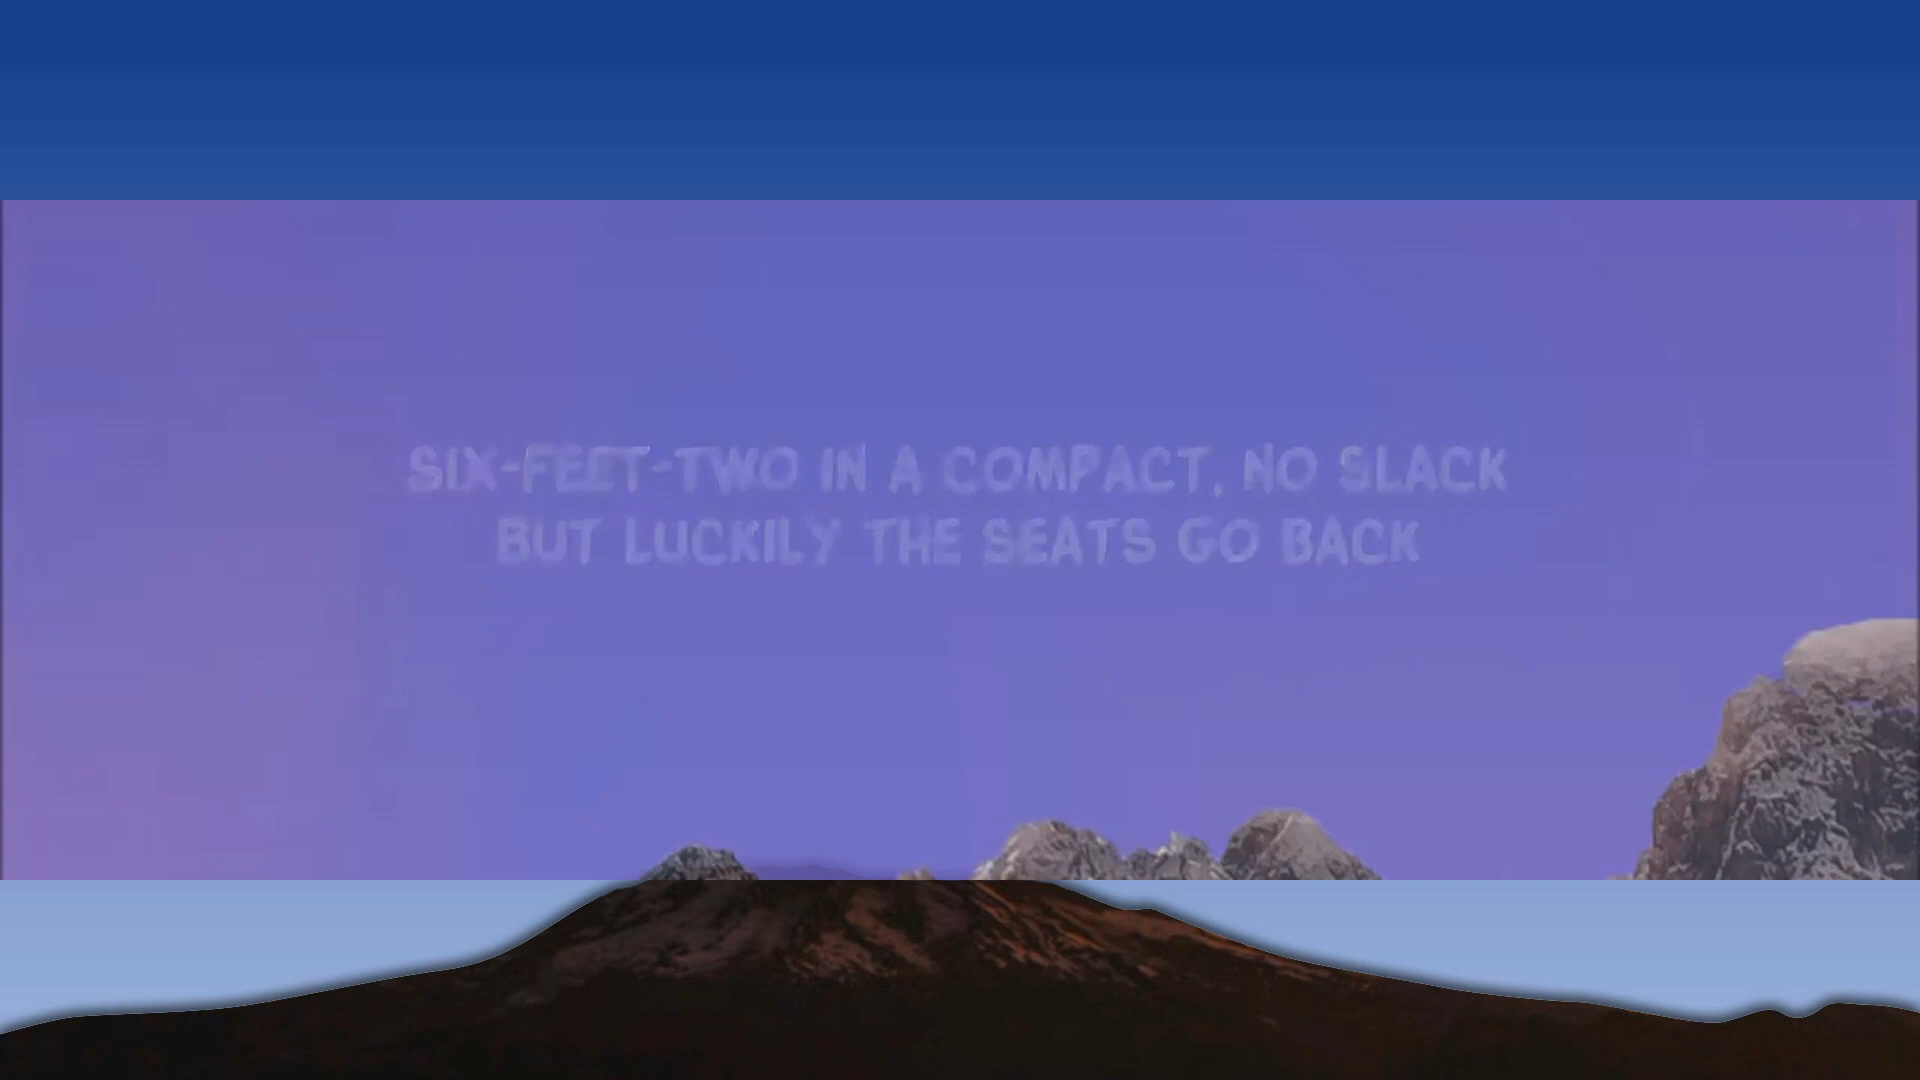 SIX-FEET-TWO IN A COMPACT, NO SLACK
BUT LUCKILY THE SEATS GO BACK